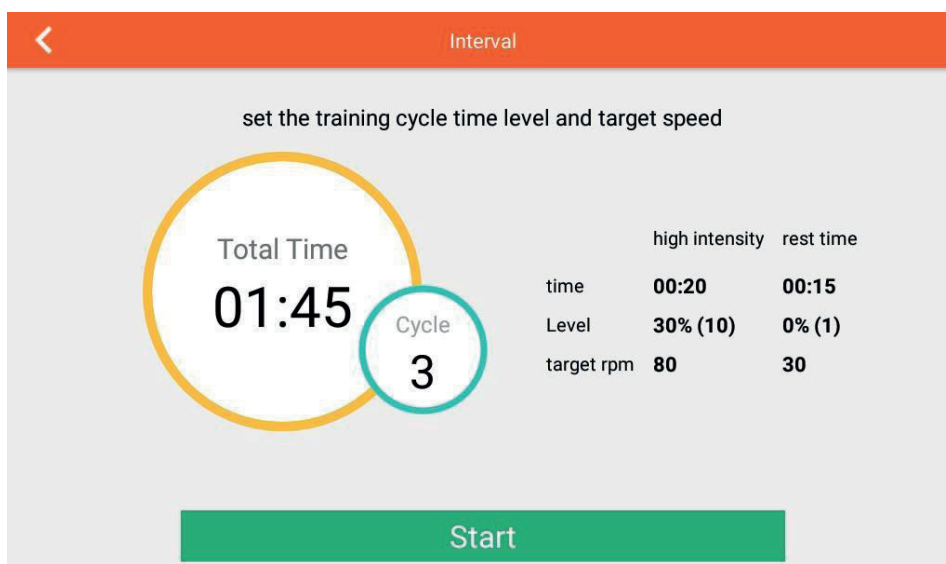 Interval
set the training cycle time level and target speed
Total Time
01:45
Cycle
3
high intensity rest time
time 00:20 00:15
Level 30% (10) 0% (1)
target rpm 80 30
Start